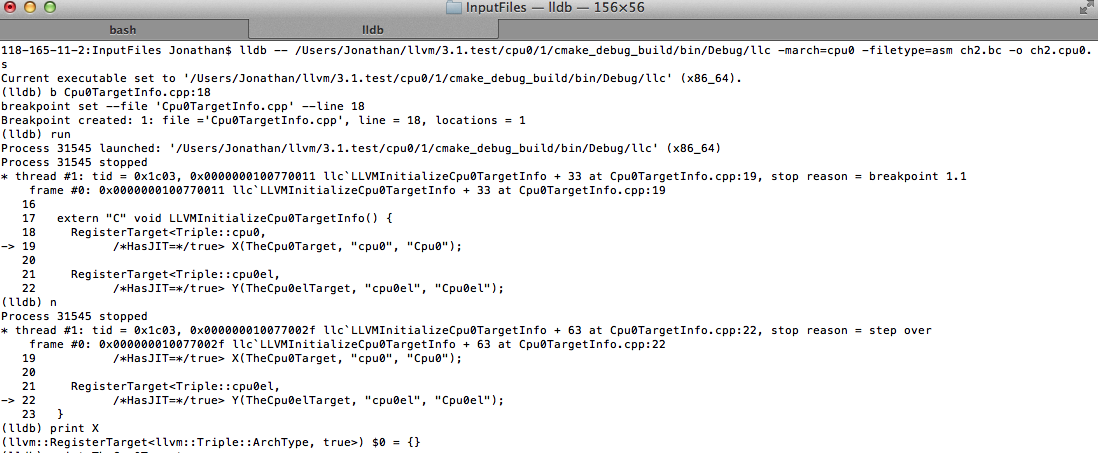 InputFiles — lldb — 156×56
bash lldb
118-165-11-2:InputFiles Jonathan$ lldb -- /Users/Jonathan/llvm/3.1.test/cpu0/1/cmake_debug_build/bin/Debug/llc -march=cpu0 -filetype=asm ch2.bc -o ch2.cpu0.
s
Current executable set to '/Users/Jonathan/llvm/3.1.test/cpu0/1/cmake_debug_build/bin/Debug/llc' (x86_64).
(lldb) b Cpu0TargetInfo.cpp:18
breakpoint set --file 'Cpu0TargetInfo.cpp' --line 18
Breakpoint created: 1: file ='Cpu0TargetInfo.cpp', line = 18, locations = 1
(lldb) run
Process 31545 launched: '/Users/Jonathan/llvm/3.1.test/cpu0/1/cmake_debug_build/bin/Debug/llc' (x86_64)
Process 31545 stopped
* thread #1: tid = 0x1c03, 0x0000000100770011 llc`LLVMInitializeCpu0TargetInfo + 33 at Cpu0TargetInfo.cpp:19, stop reason = breakpoint 1.1
frame #0: 0x0000000100770011 llc`LLVMInitializeCpu0TargetInfo + 33 at Cpu0TargetInfo.cpp:19
16
17 extern "C" void LLVMInitializeCpu0TargetInfo() {
18 RegisterTarget<Triple::cpu0,
-> 19 /*HasJIT=*/true> X(TheCpu0Target, "cpu0", "Cpu0");
20
21 RegisterTarget<Triple::cpu0el,
22 /*HasJIT=*/true> Y(TheCpu0elTarget, "cpu0el", "Cpu0el");
(lldb) n
Process 31545 stopped
* thread #1: tid = 0x1c03, 0x000000010077002f llc`LLVMInitializeCpu0TargetInfo + 63 at Cpu0TargetInfo.cpp:22, stop reason = step over
frame #0: 0x000000010077002f llc`LLVMInitializeCpu0TargetInfo + 63 at Cpu0TargetInfo.cpp:22
19 /*HasJIT=*/true> X(TheCpu0Target, "cpu0", "Cpu0");
20
21 RegisterTarget<Triple::cpu0el,
-> 22 /*HasJIT=*/true> Y(TheCpu0elTarget, "cpu0el", "Cpu0el");
23 }
(lldb) print X
(llvm::RegisterTarget<llvm::Triple::ArchType, true>) $0 = {}